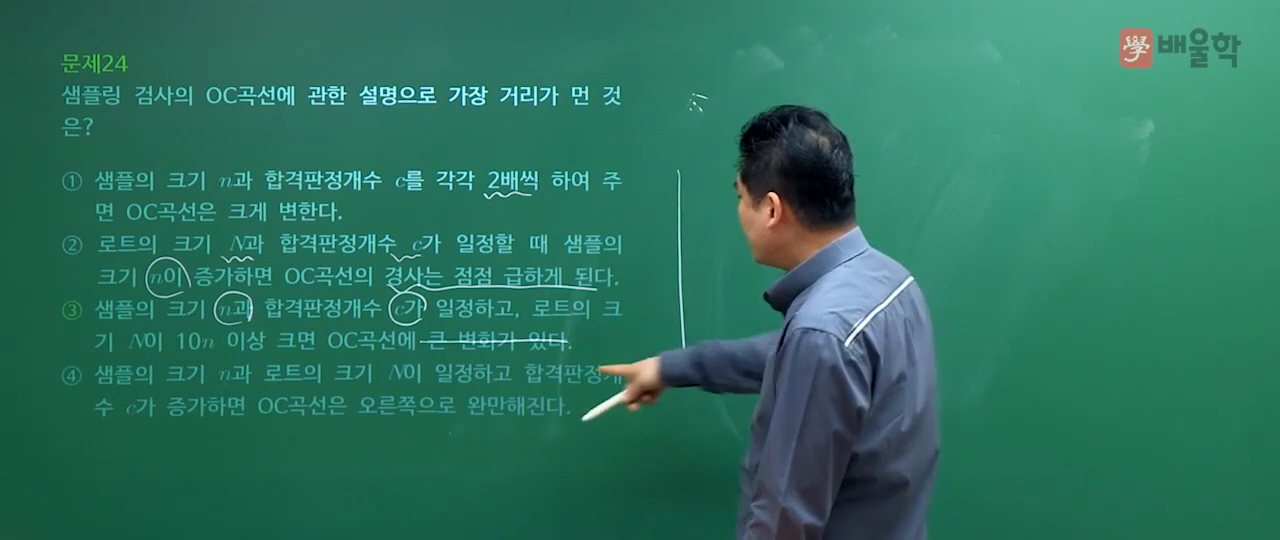 學 배울학
문제24
샘플링 검사의 OC곡선에 관한 설명으로 가장 거리가 먼 것
은?
① 샘플의 크기 n과 합격판정개수 c를 각각 2배씩 하여 주
면 OC곡선은 크게 변한다.
② 로트의 크기 N과 합격판정개수 c가 일정할 때 샘플의
크기 n이 증가하면 OC곡선의 경사는 점점 급하게 된다.
③ 샘플의 크기 n과 합격판정개수 c가 일정하고, 로트의 크
기 N이 10n 이상 크면 OC곡선에 큰 변화가 있다.
④ 샘플의 크기 n과 로트의 크기 N이 일정하고 합격판정개
수 c가 증가하면 OC곡선은 오른쪽으로 완만해진다.